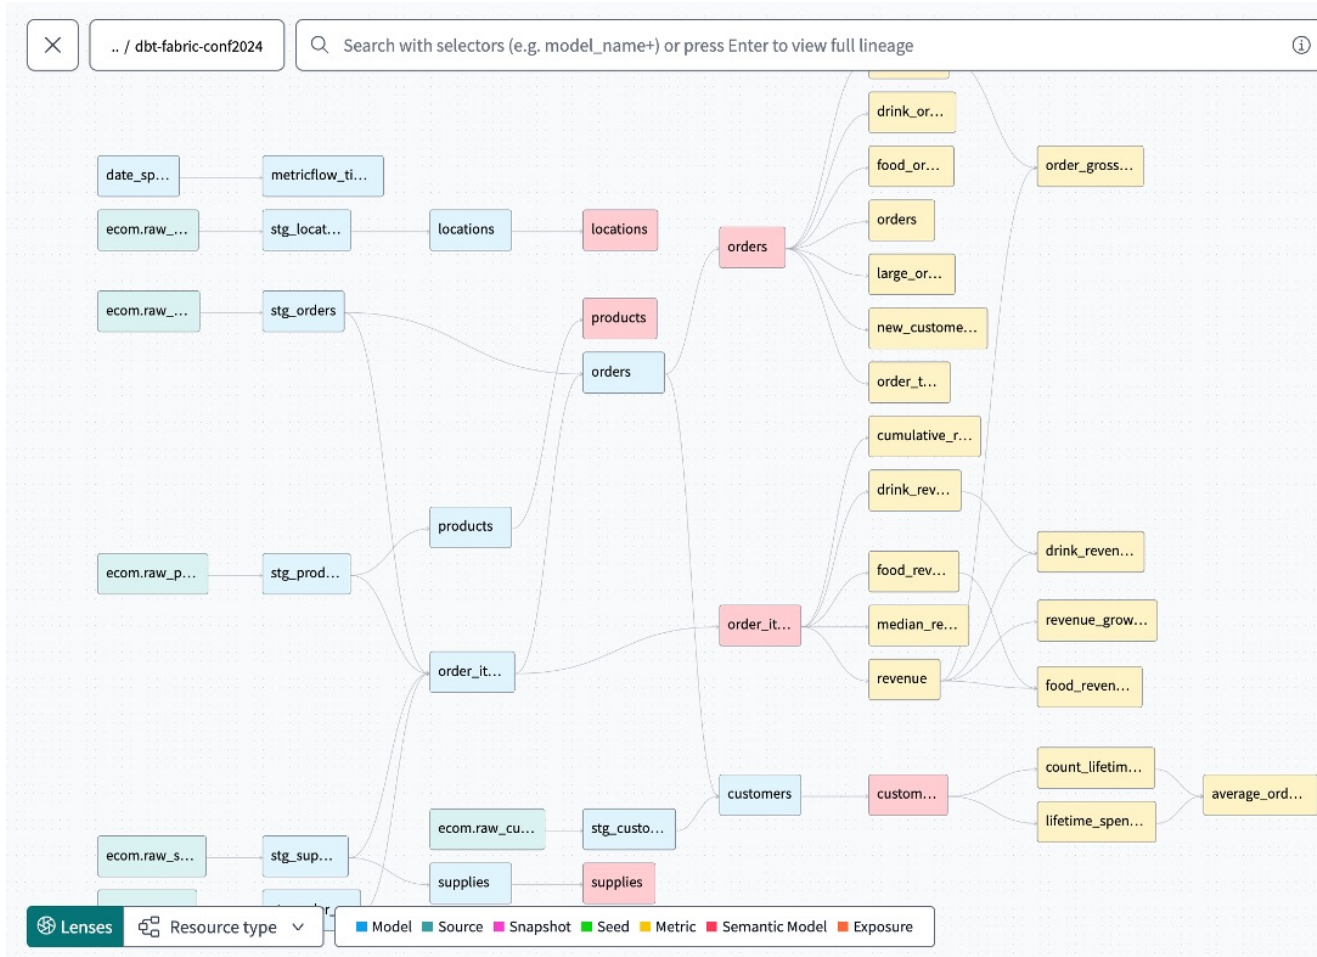 .. / dbt-fabric-conf2024
Search with selectors (e.g. model_name+) or press Enter to view full lineage
drink_or...
date_sp...
metricflow_ti...
food_or...
order_gross...
ecom.raw_...
stg_locat...
locations
locations
orders
orders
large_or...
ecom.raw_...
stg_orders
products
new_custome...
orders
order_t...
cumulative_r...
drink_rev...
products
drink_reven...
ecom.raw_p...
stg_prod...
food_rev...
order_it...
median_re...
revenue_grow...
order_it...
revenue
food_reven...
count_lifetim...
customers
custom...
average_ord...
ecom.raw_cu...
stg_custo...
lifetime_spen...
ecom.raw_s...
stg_sup...
supplies
supplies
Lenses
Resource type
Model
Source
Snapshot
Seed
Metric
Semantic Model
Exposure